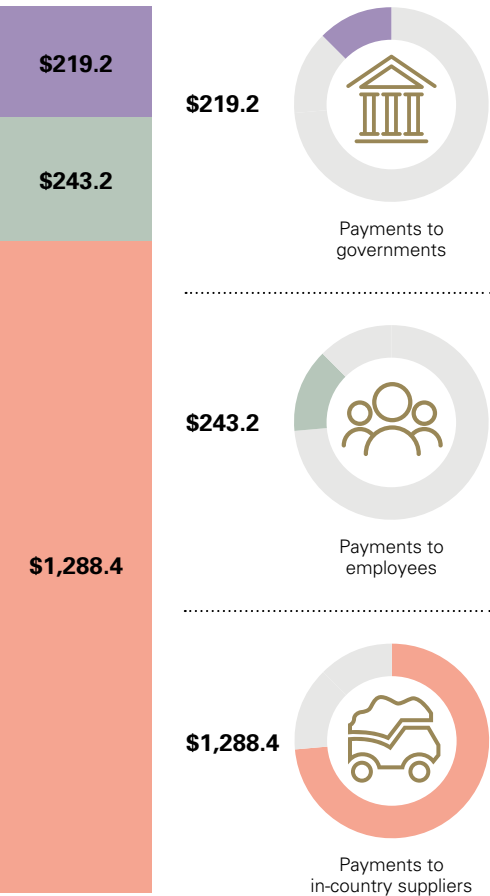 $219.2
$243.2
$1,288.4
$219.2
Payments to
governments
$243.2
Payments to
employees
$1,288.4
Payments to
in-country suppliers